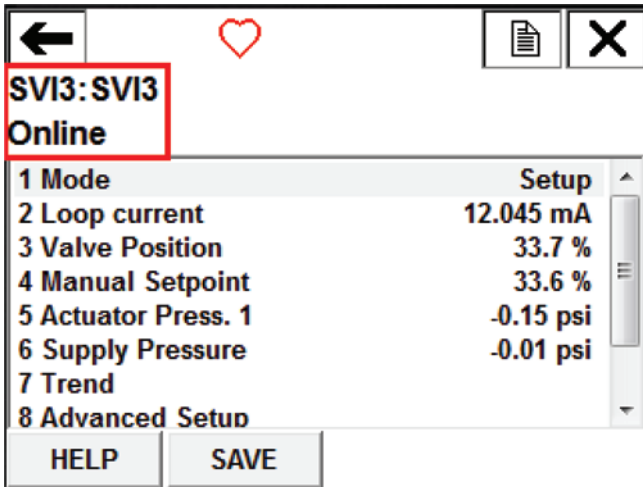 SVI3:SVI3
Online
1 Mode Setup
2 Loop current 12.045 mA
3 Valve Position 33.7 %
4 Manual Setpoint 33.6 %
5 Actuator Press. 1 -0.15 psi
6 Supply Pressure -0.01 psi
7 Trend
8 Advanced Setup
HELP SAVE